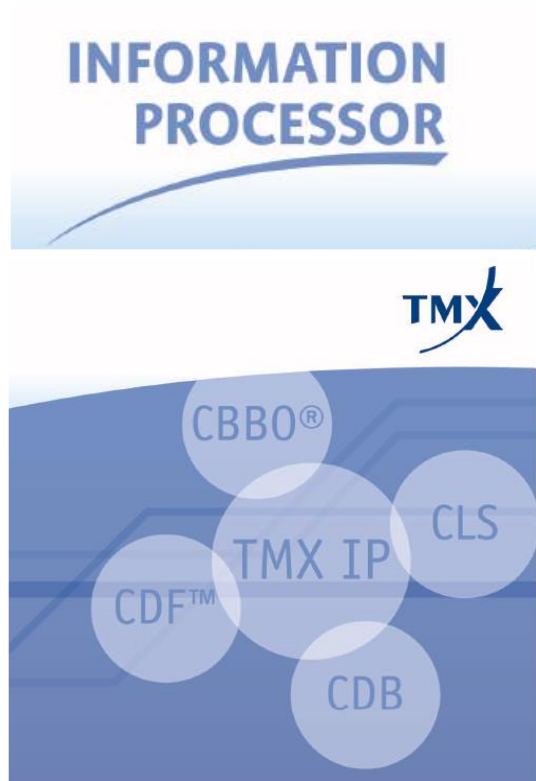 INFORMATION
PROCESSOR
TMX
CBBO®
CLS
TMX IP
CDF™
CDB